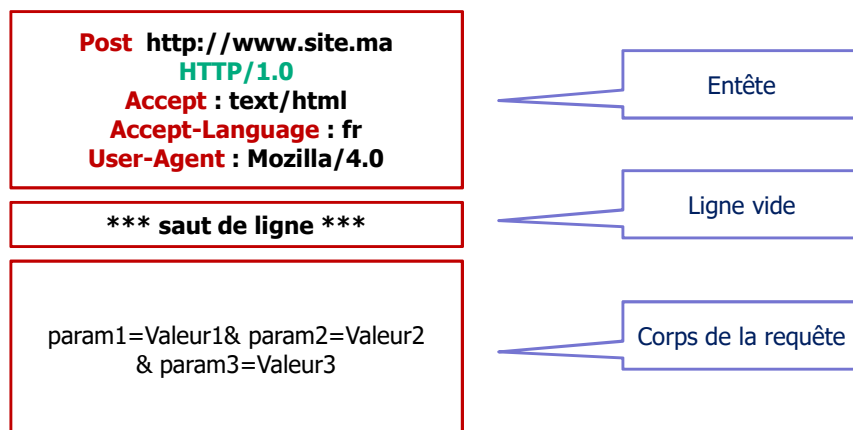 Post http://www.site.ma
HTTP/1.0
Accept : text/html
Accept-Language : fr
User-Agent : Mozilla/4.0
Entête
*** saut de ligne ***
Ligne vide
param1=Valeur1& param2=Valeur2
& param3=Valeur3
Corps de la requête